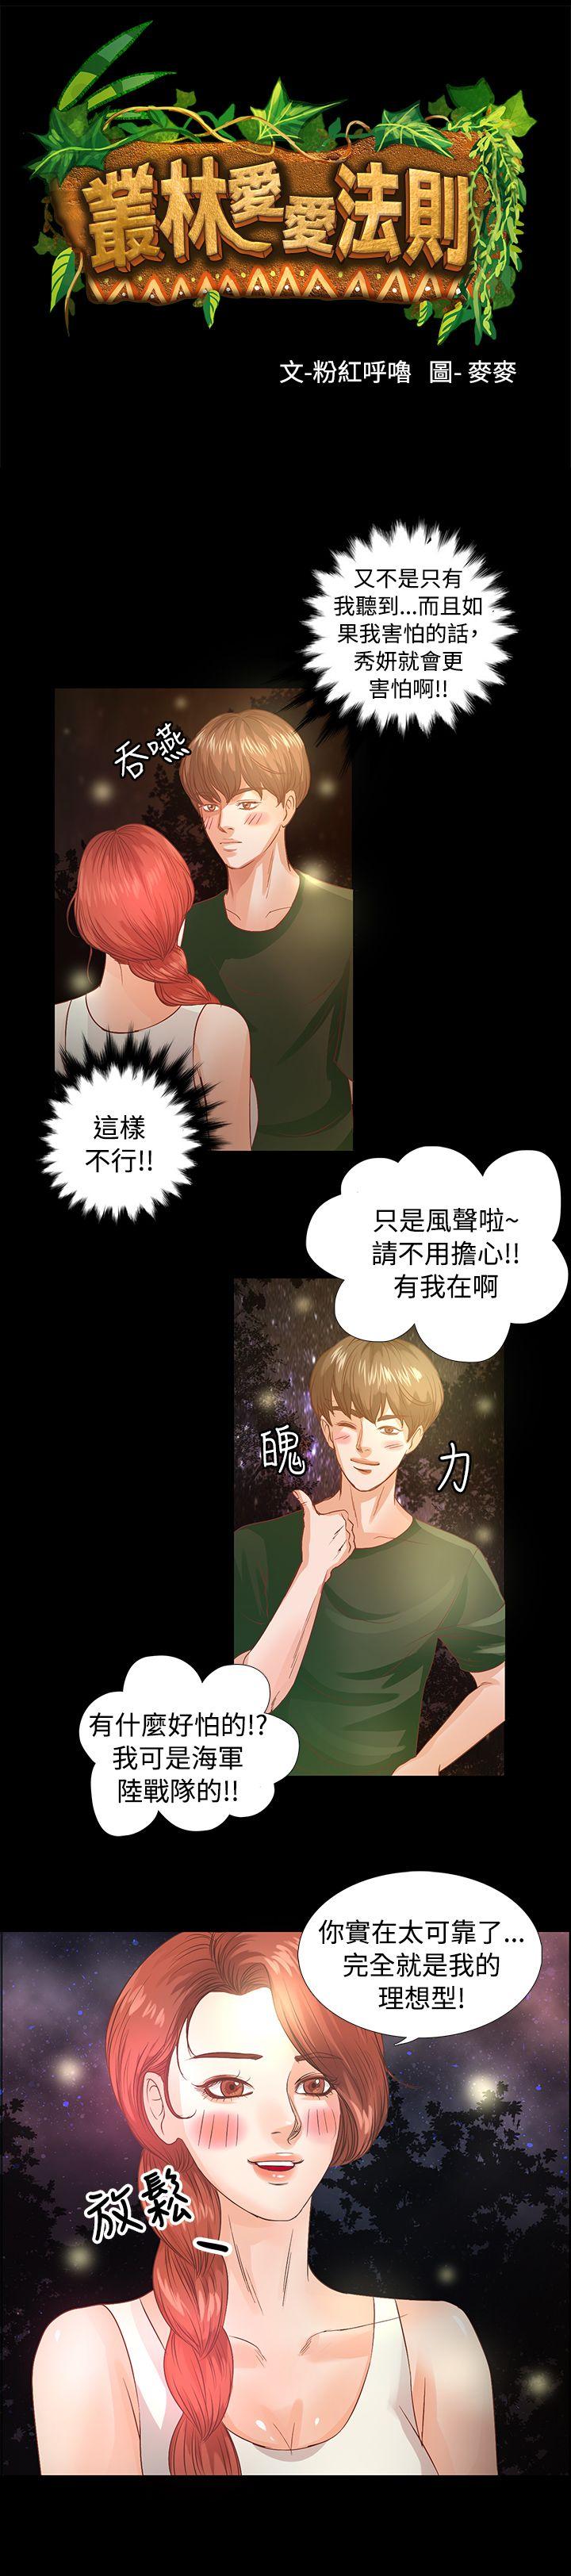 叢林愛愛法則
文-粉紅呼嚕 圖- 麥麥
又不是只有
我聽到...而且如
果我害怕的話,
秀妍就會更
害怕啊!!
吞嚥
這樣
不行!!
只是風聲啦~
請不用擔心!!
有我在啊
魄 力
有什麼好怕的!?
我可是海軍
陸戰隊的!!
你實在太可靠了...
完全就是我的
理想型!
放鬆一